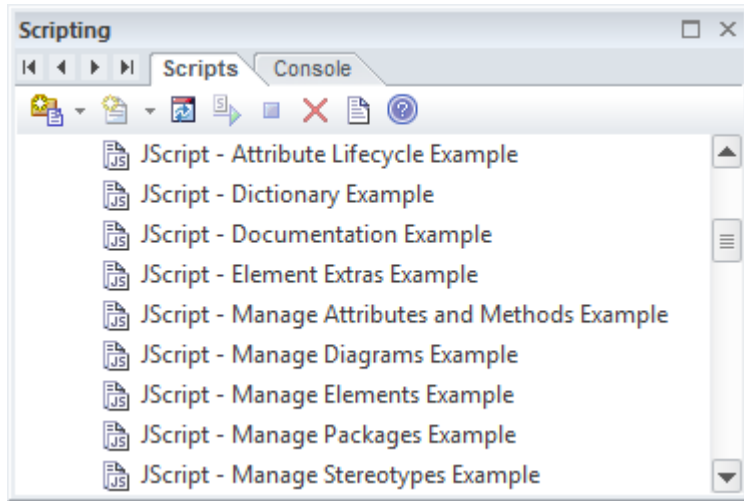 Scripting
Scripts Console
JScript - Attribute Lifecycle Example
JScript - Dictionary Example
JScript - Documentation Example
JScript - Element Extras Example
JScript - Manage Attributes and Methods Example
JScript - Manage Diagrams Example
JScript - Manage Elements Example
JScript - Manage Packages Example
JScript - Manage Stereotypes Example